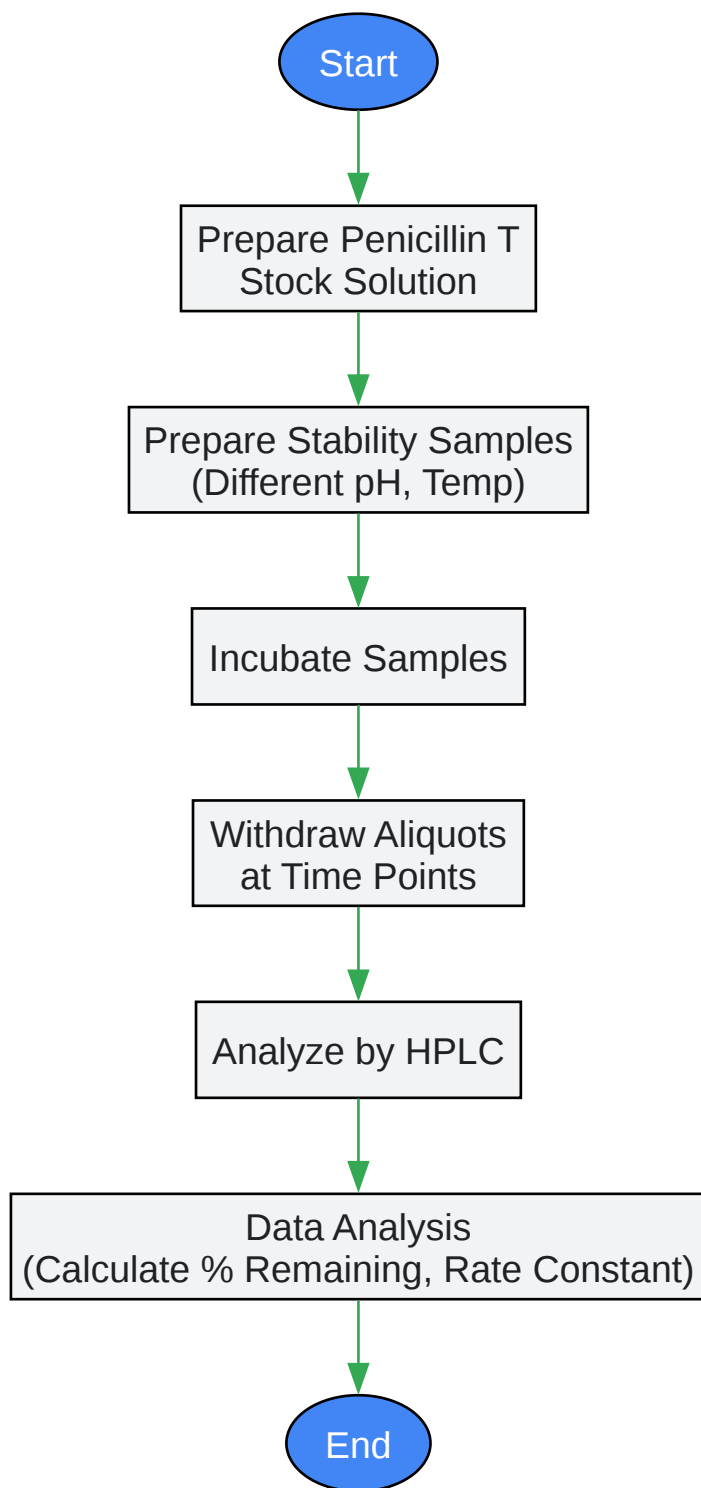 Start
Prepare Penicillin T
Stock Solution
Prepare Stability Samples
(Different pH, Temp)
Incubate Samples
Withdraw Aliquots
at Time Points
Analyze by HPLC
Data Analysis
(Calculate % Remaining, Rate Constant)
End